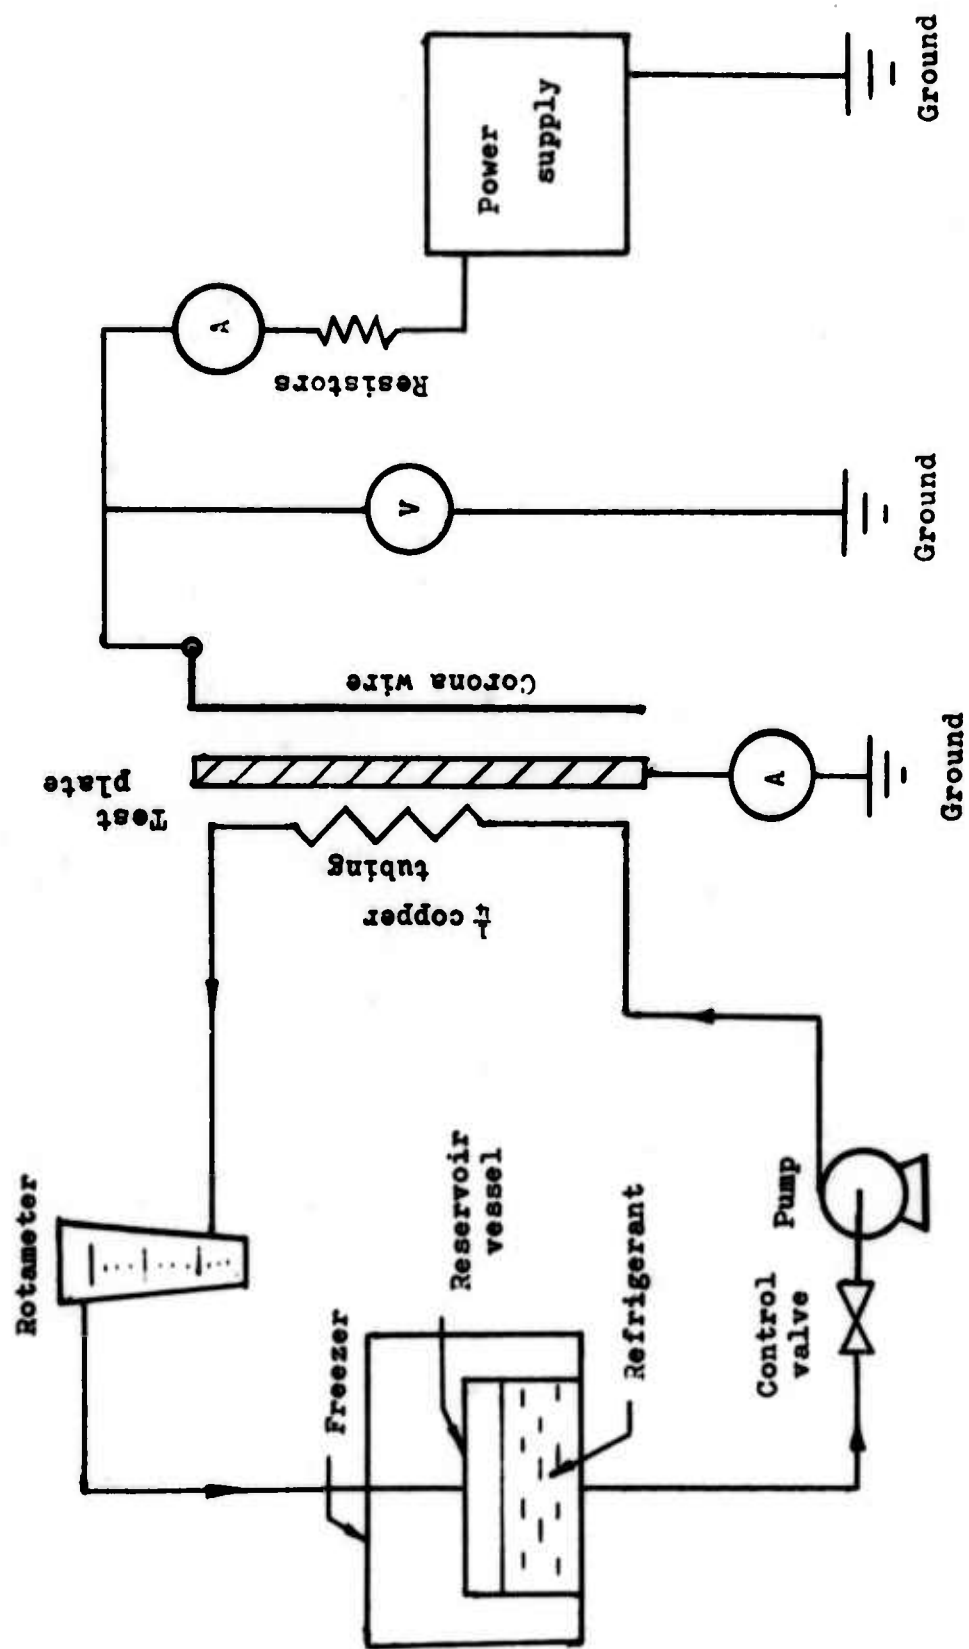 Rotameter
Freezer
Reservoir
vessel
Refrigerant
Control
valve
Pump
1/4 copper
tubing
Test
plate
Corona wire
A
Ground
V
Ground
A
Resistors
Power
supply
Ground